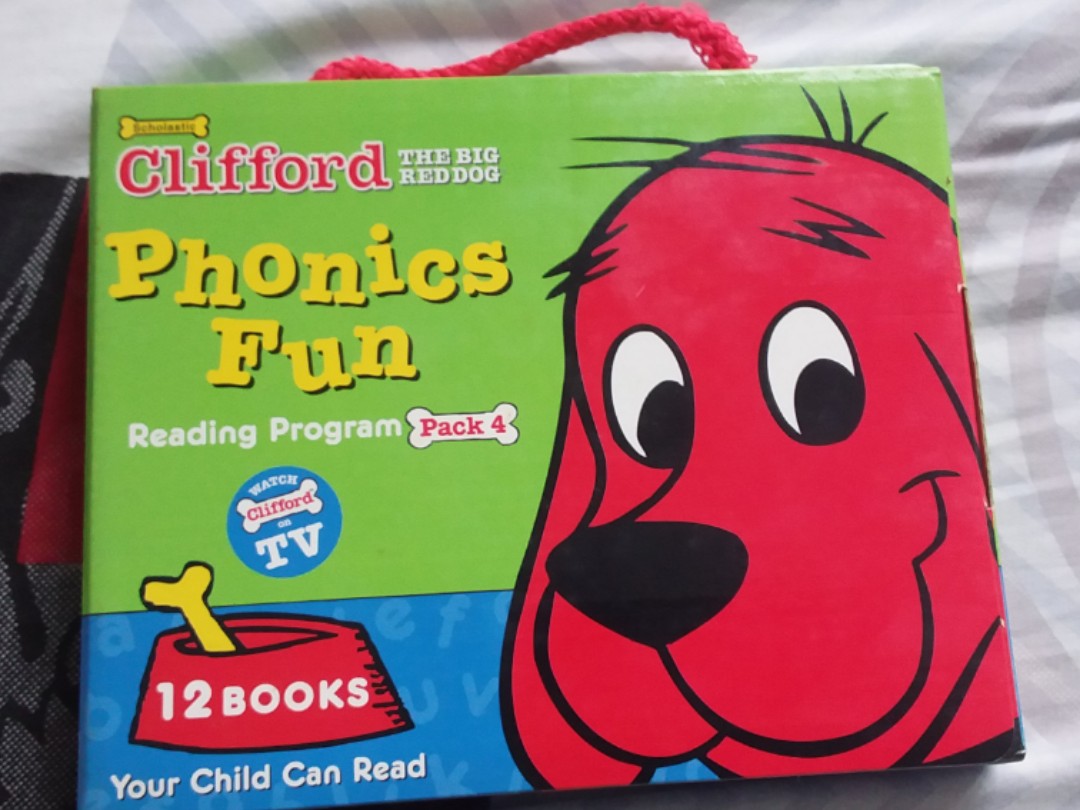 Scholastic
Clifford THE BIG
RED DOG
Phonics
Fun
Reading Program Pack 4
WATCH
Clifford
on
TV
12 BOOKS
Your Child Can Read